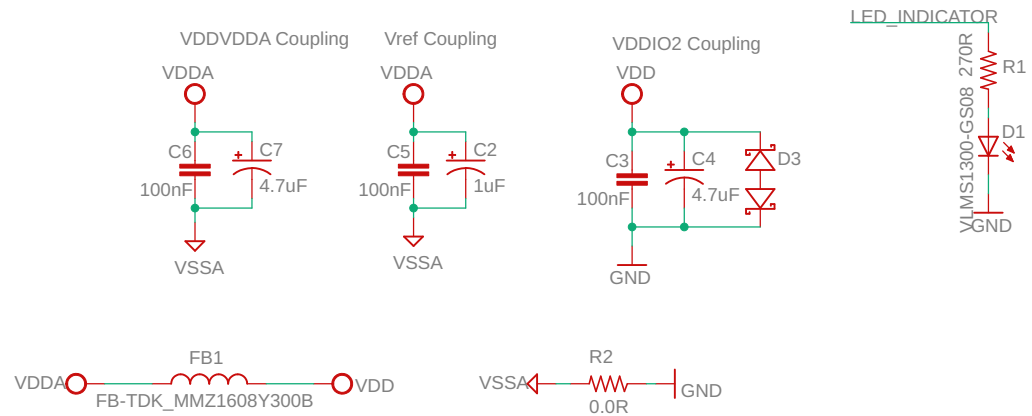 LED_INDICATOR
VDDVDDA Coupling
Vref Coupling
VDDIO2 Coupling
VDDA
VDDA
VDD
270R
R1
C6
C7
100nF
4.7uF
C5
C2
100nF
1uF
C3
C4
100nF
4.7uF
D3
VLMS1300-GS08
D1
GND
VSSA
VSSA
GND
FB1
VDDA
VDD
FB-TDK_MMZ1608Y300B
R2
VSSA
GND
0.0R